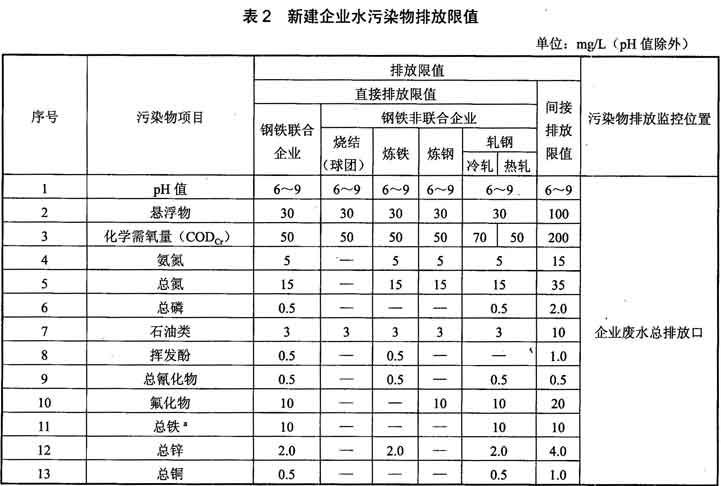 表2 新建企业水污染物排放限值
单位：mg/L（pH 值除外）
序号 污染物项目 排放限值 污染物排放监控位置
直接排放限值 间接排放限值
钢铁联合企业 钢铁非联合企业
烧结（球团） 炼铁 炼钢 轧钢
冷轧 热轧
1 pH 值 6～9 6～9 6～9 6～9 6～9 6～9 企业废水总排放口
2 悬浮物 30 30 30 30 30 100
3 化学需氧量（CODCr） 50 50 50 50 70 50 200
4 氨氮 5 — 5 5 5 15
5 总氮 15 — 15 15 15 35
6 总磷 0.5 — — — 0.5 2.0
7 石油类 3 3 3 3 3 10
8 挥发酚 0.5 — 0.5 — — 1.0
9 总氰化物 0.5 — 0.5 — 0.5 0.5
10 氟化物 10 — — 10 10 20
11 总铁 a 10 — — — 10 10
12 总锌 2.0 — 2.0 — 2.0 4.0
13 总铜 0.5 — — — 0.5 1.0